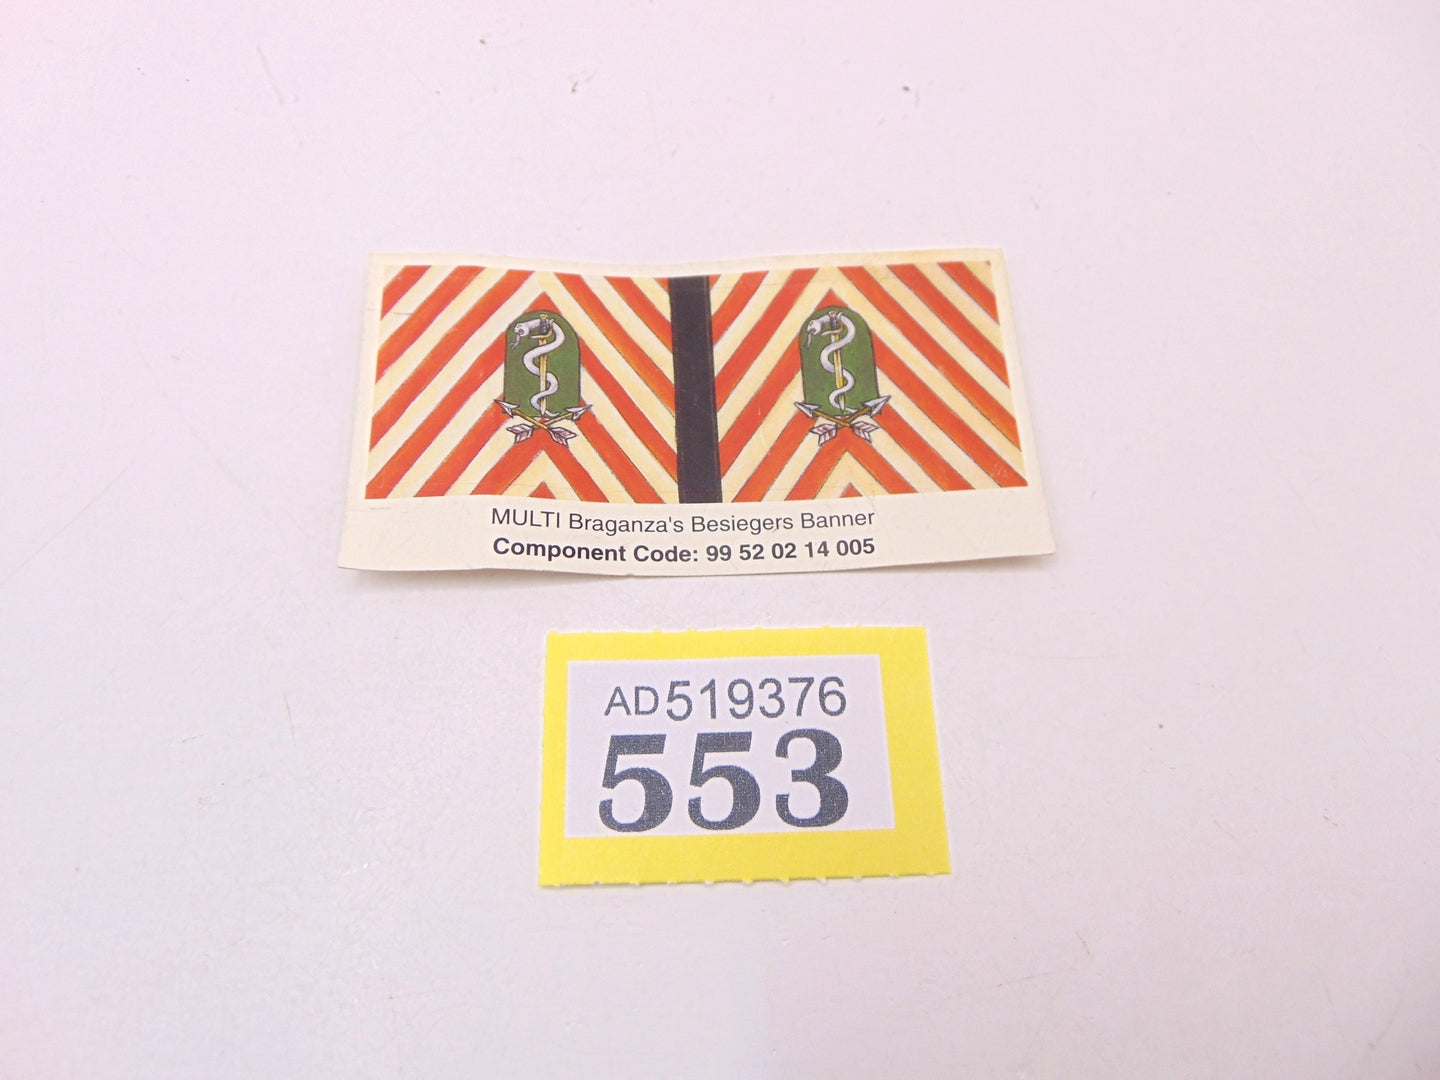 MULTI Braganza's Besiegers Banner
Component Code: 99 52 02 14 005
AD519376
553